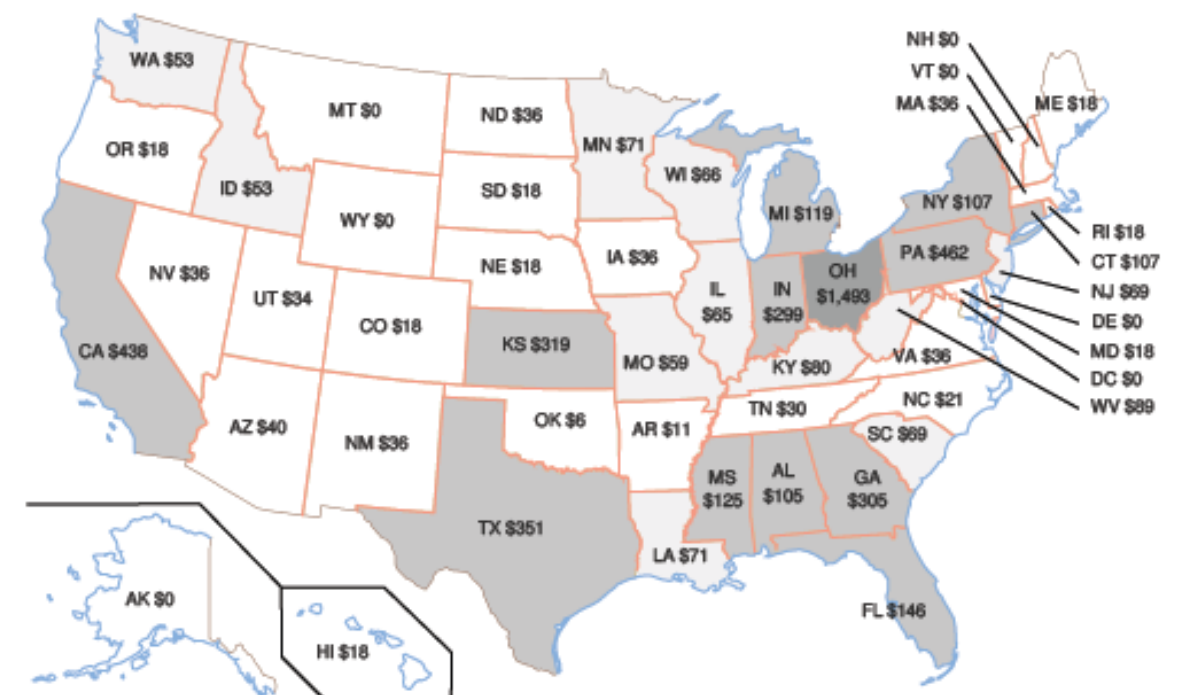 NH $0
VT $0
MA $36
ME $18
WA $53
MT $0
ND $36
OR $18
MN $71
ID $53
SD $18
WI $66
WY $0
MI $119
NY $107
RI $18
NV $36
NE $18
IA $36
PA $462
CT $107
UT $34
IL
$65
IN
$299
OH
$1,493
NJ $69
CO $18
DE $0
CA $438
KS $319
MO $59
KY $80
VA $36
MD $18
DC $0
WV $89
AZ $40
NM $36
OK $6
AR $11
TN $30
NC $21
SC $69
MS
$125
AL
$105
GA
$305
TX $351
LA $71
FL $146
AK $0
HI $18